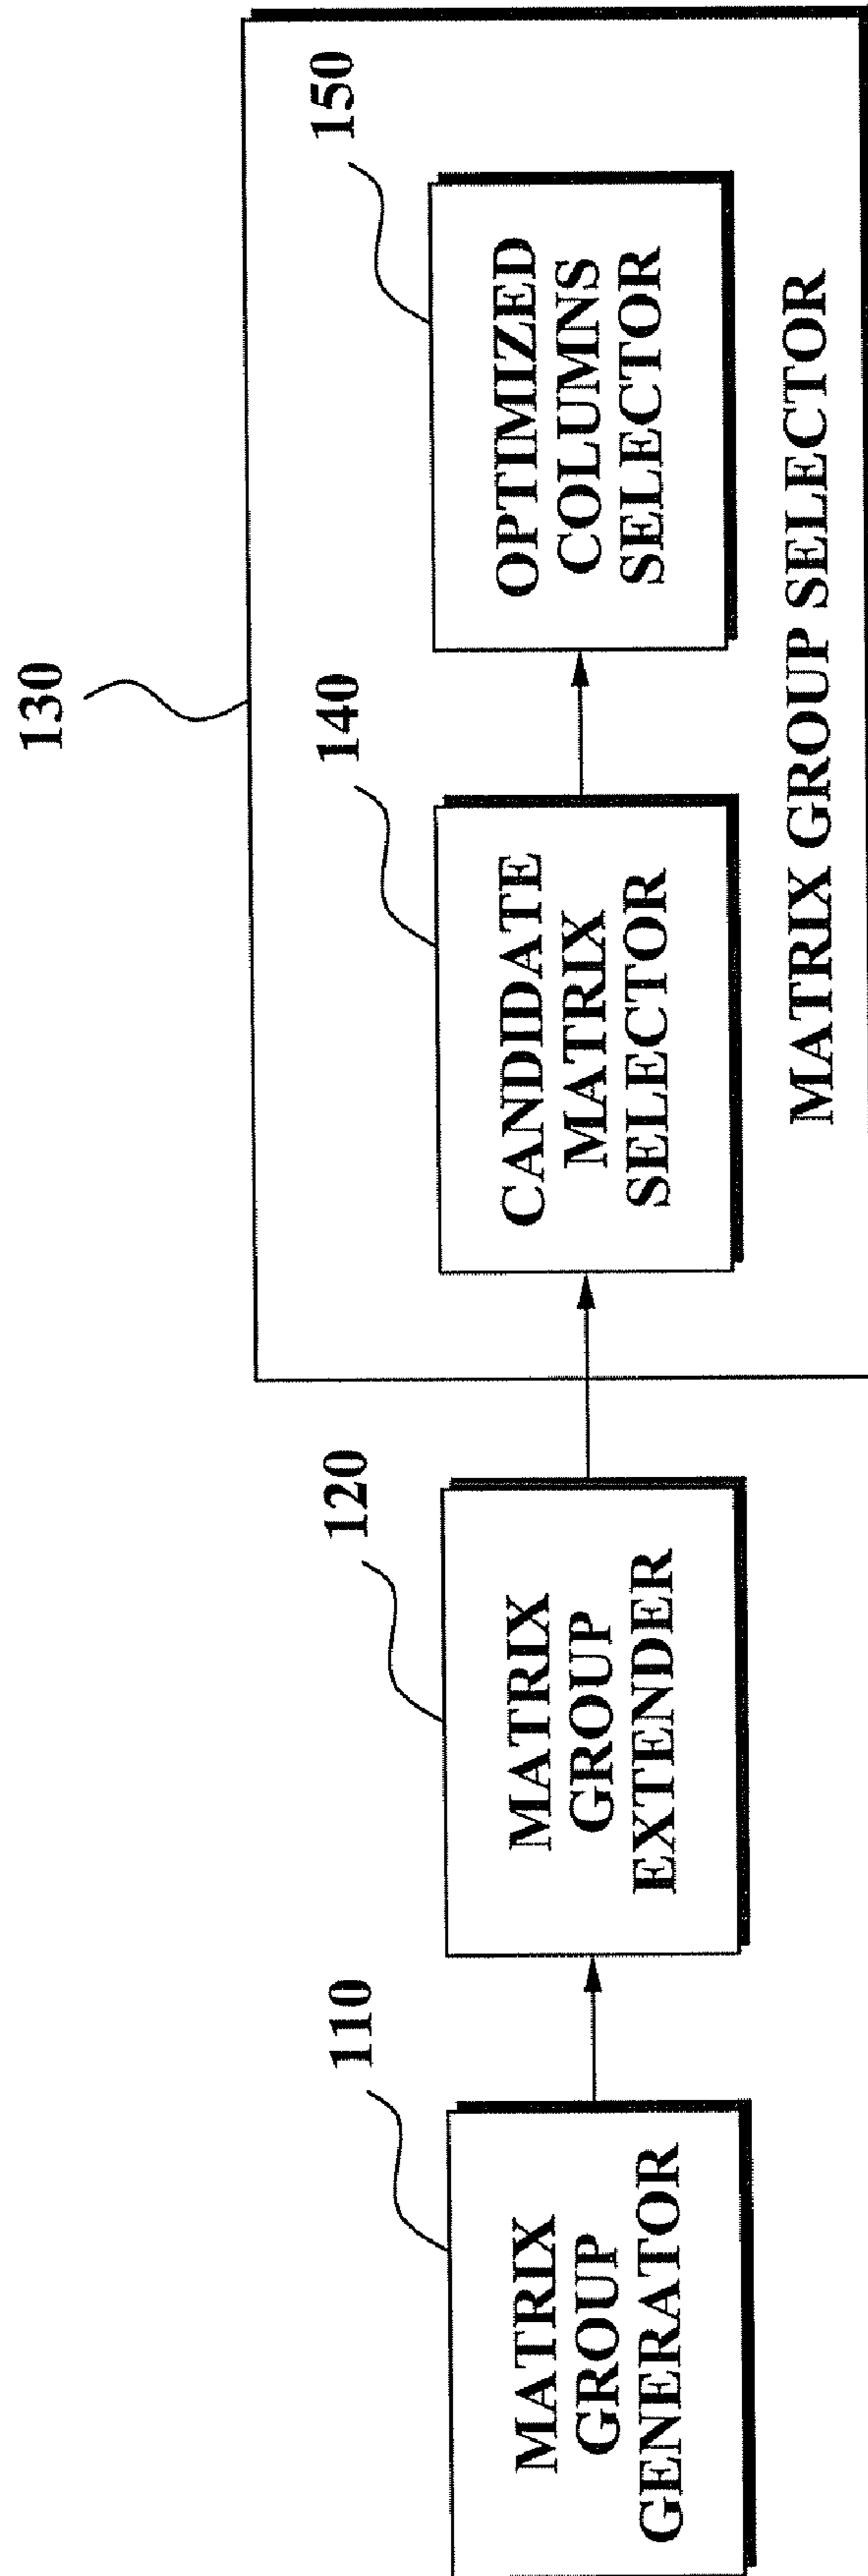 130
110
120
140
150
MATRIX
GROUP
GENERATOR
MATRIX
GROUP
EXTENDER
CANDIDATE
MATRIX
SELECTOR
OPTIMIZED
COLUMNS
SELECTOR
MATRIX GROUP SELECTOR